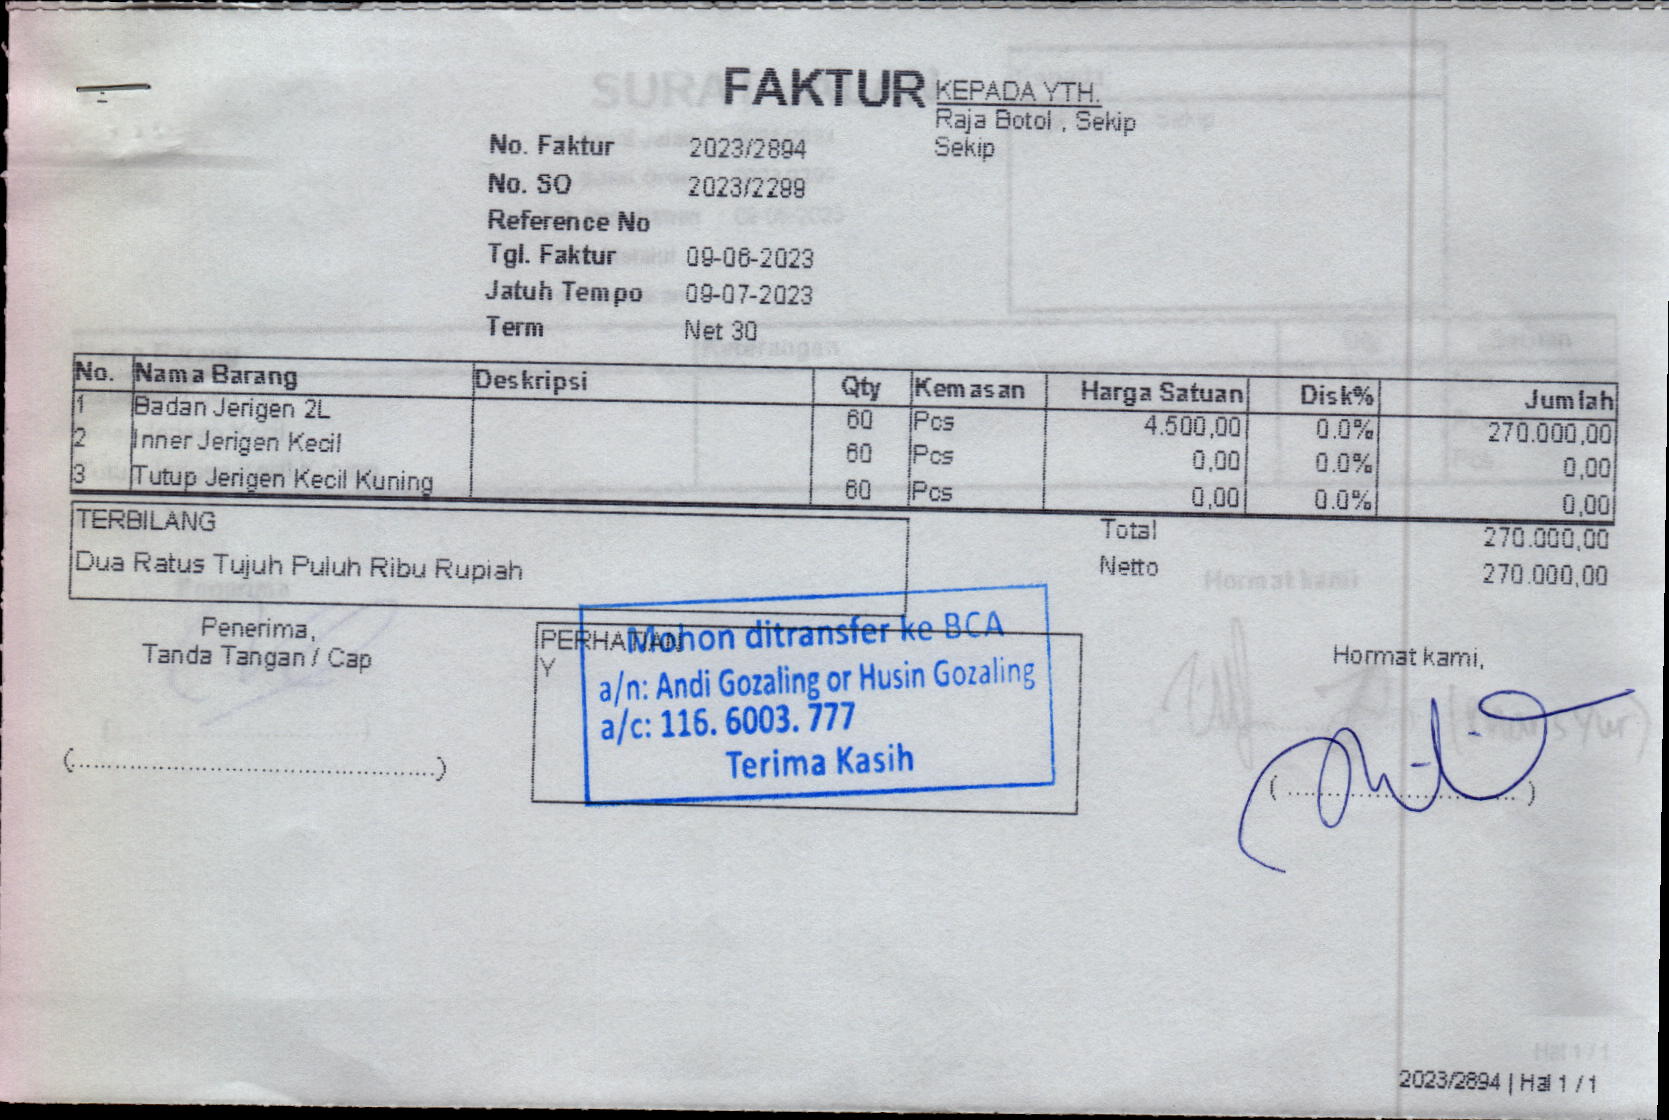 FAKTUR
KEPADA YTH.
Raja Botol , Sekip
Sekip
No. Faktur 2023/2894
No. SO 2023/2299
Reference No
Tgl. Faktur 09-06-2023
Jatuh Tempo 09-07-2023
Term Net 30
No. Nama Barang Deskripsi Qty Kemasan Harga Satuan Disk% Jumlah
1 Badan Jerigen 2L 60 Pcs 4.500,00 0.0% 270.000,00
2 Inner Jerigen Kecil 60 Pcs 0,00 0.0% 0,00
3 Tutup Jerigen Kecil Kuning 60 Pcs 0,00 0.0% 0,00
TERBILANG
Dua Ratus Tujuh Puluh Ribu Rupiah
Total 270.000,00
Netto 270.000,00
Penerima,
Tanda Tangan / Cap
(............................................)
PERHATIAN
Y
Mohon ditransfer ke BCA
a/n: Andi Gozaling or Husin Gozaling
a/c: 116. 6003. 777
Terima Kasih
Hormat kami,
(............................)
2023/2894 | Hal 1 / 1